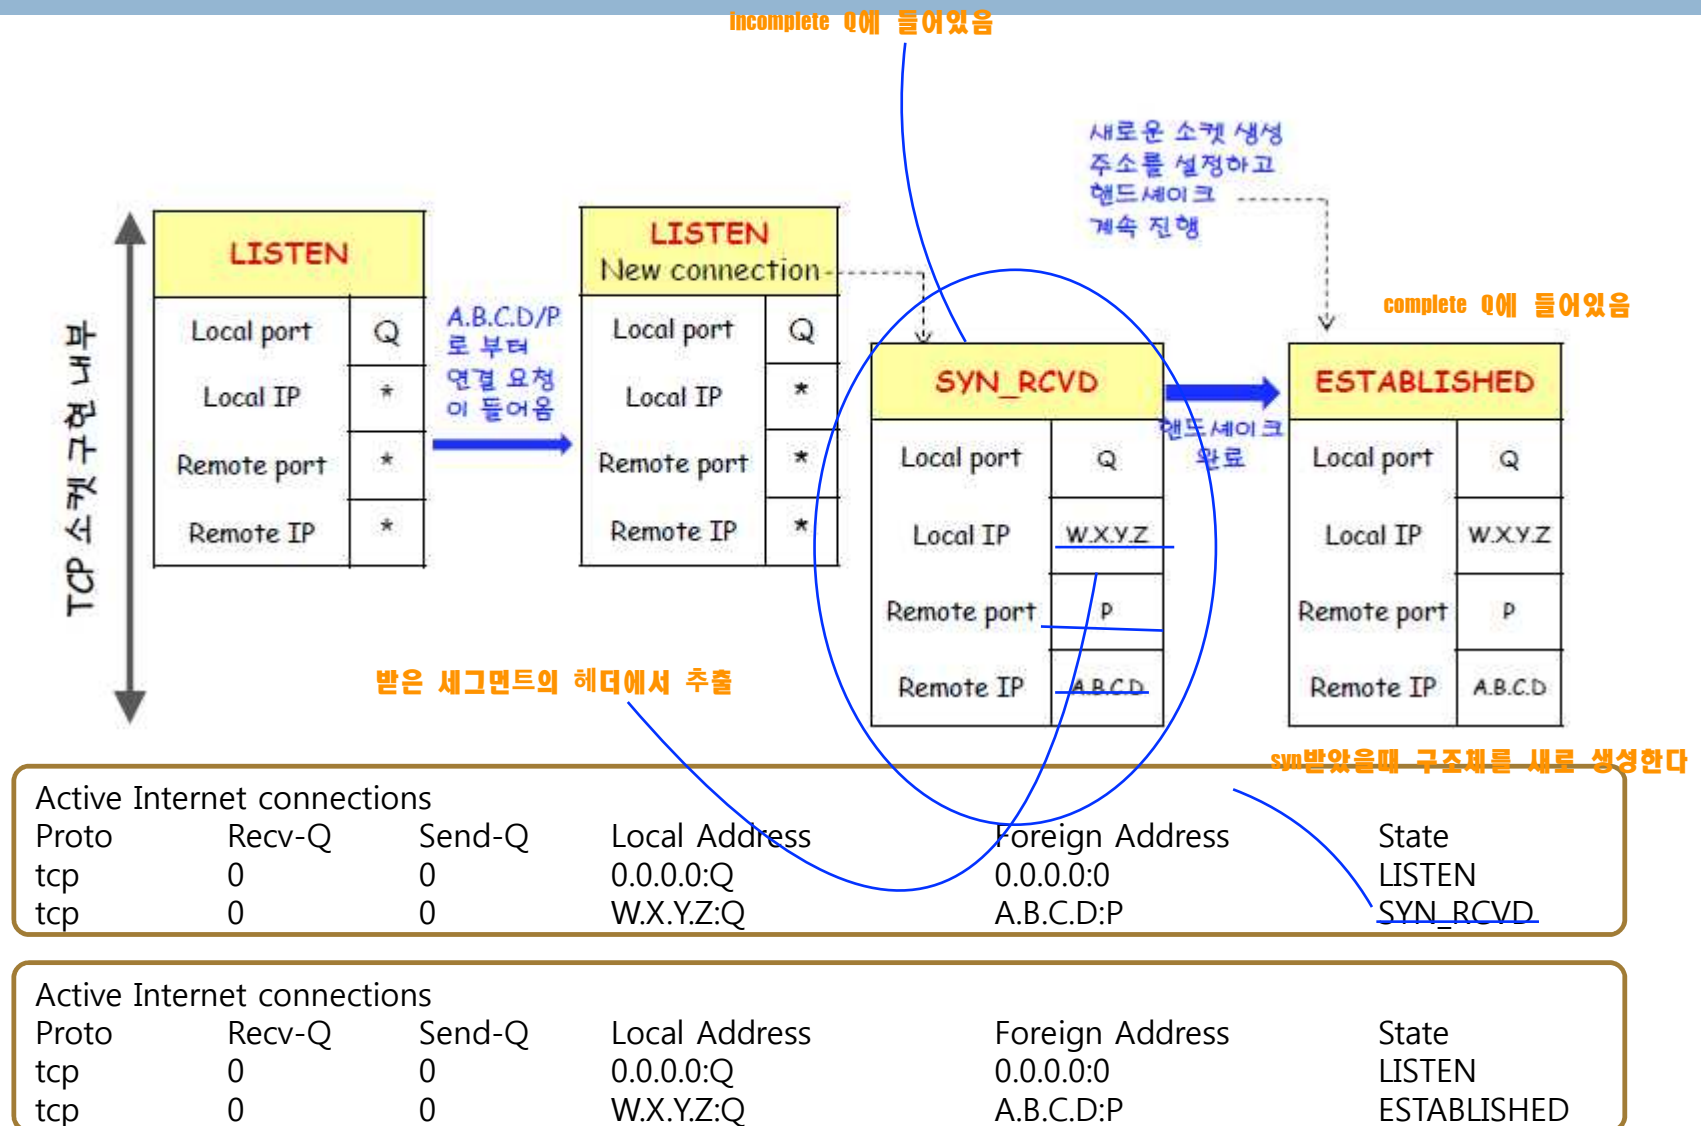 incomplete Q에 들어있음
새로운 소켓 생성
주소를 설정하고
핸드셰이크
계속 진행
complete Q에 들어있음
TCP 소켓 구현 내부
LISTEN
Local port Q
Local IP *
Remote port *
Remote IP *
A.B.C.D/P
로 부터
연결 요청
이 들어옴
LISTEN
New connection
Local port Q
Local IP *
Remote port *
Remote IP *
SYN_RCVD
Local port Q
Local IP W.X.Y.Z
Remote port P
Remote IP A.B.C.D
핸드셰이크
완료
ESTABLISHED
Local port Q
Local IP W.X.Y.Z
Remote port P
Remote IP A.B.C.D
받은 세그먼트의 헤더에서 추출
syn받았을때 구조체를 새로 생성한다
Active Internet connections
Proto Recv-Q Send-Q Local Address Foreign Address State
tcp 0 0 0.0.0.0:Q 0.0.0.0:0 LISTEN
tcp 0 0 W.X.Y.Z:Q A.B.C.D:P SYN_RCVD
Active Internet connections
Proto Recv-Q Send-Q Local Address Foreign Address State
tcp 0 0 0.0.0.0:Q 0.0.0.0:0 LISTEN
tcp 0 0 W.X.Y.Z:Q A.B.C.D:P ESTABLISHED